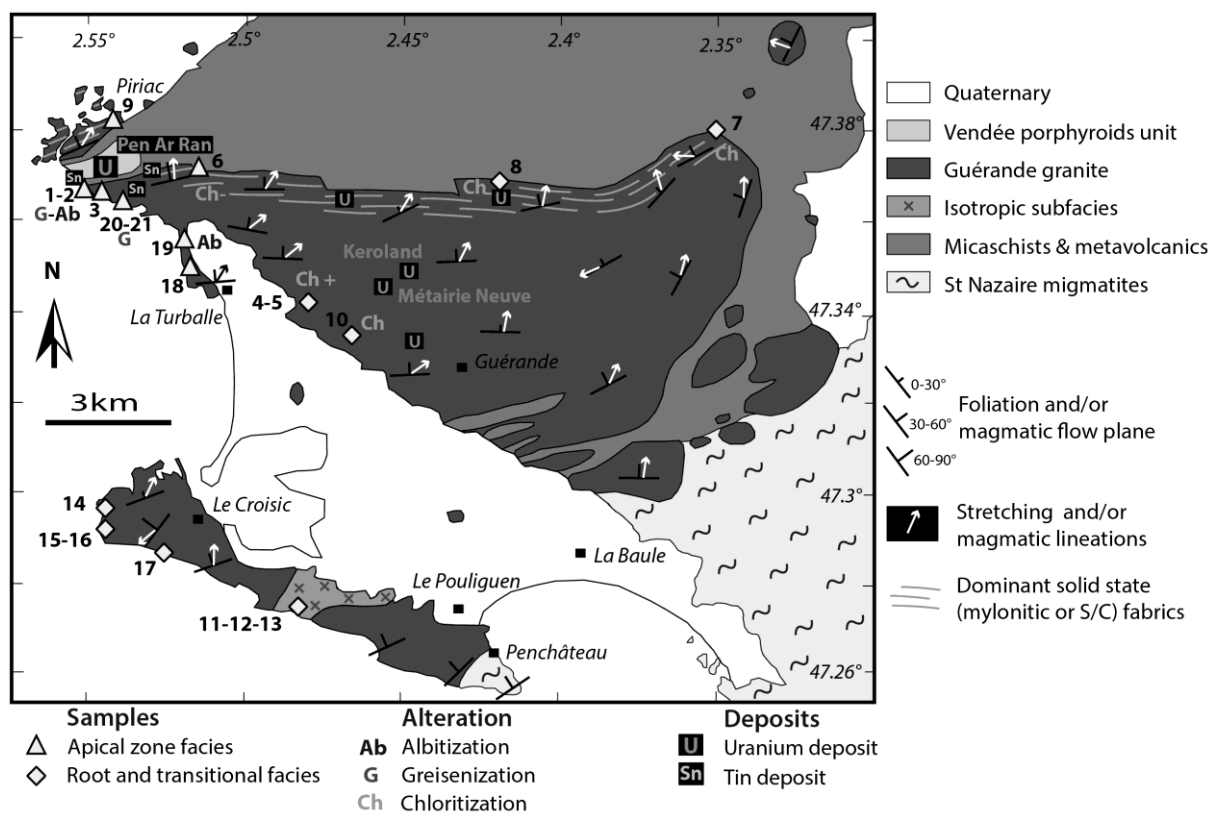 2.55° 2.5° 2.45° 2.4° 2.35°
Piriac
9
Pen Ar Ran
7
47.38°
U
Sn
6
8
Ch
Sn
Sn
Ch
1-2
3
Ch-
U
U
G-Ab
20-21
G
19
Ab
Keroland
U
N
18
Ch +
U
Métairie Neuve
4-5
La Turballe
10
Ch
47.34°
U
Guérande
3km
14
Le Croisic
47.3°
15-16
17
La Baule
Le Pouliguen
11-12-13
Penchâteau
47.26°
Quaternary
Vendée porphyroids unit
Guérande granite
Isotropic subfacies
Micaschists & metavolcanics
St Nazaire migmatites
0-30°
30-60°
60-90°
Foliation and/or
magmatic flow plane
Stretching and/or
magmatic lineations
Dominant solid state
(mylonitic or S/C) fabrics
Samples
Apical zone facies
Root and transitional facies
Alteration
Ab Albitization
G Greisenization
Ch Chloritization
Deposits
U Uranium deposit
Sn Tin deposit